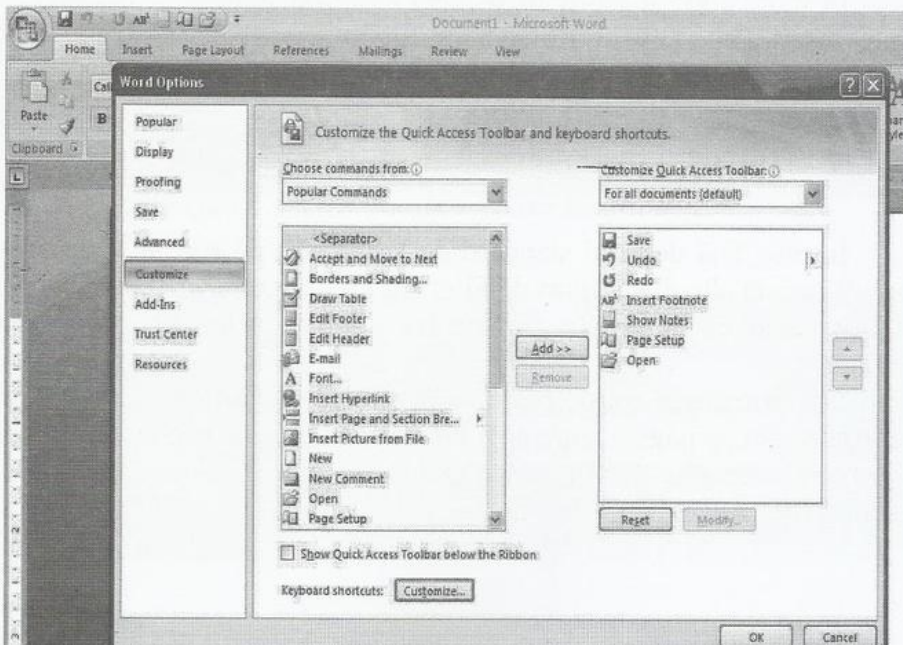 Document1 - Microsoft Word
Home Insert Page Layout References Mailings Review View
Word Options
Paste
B
Clipboard
L
Popular
Display
Proofing
Save
Advanced
Customize
Add-Ins
Trust Center
Resources
Customize the Quick Access Toolbar and keyboard shortcuts.
Choose commands from:
Popular Commands
<Separator>
Accept and Move to Next
Borders and Shading...
Draw Table
Edit Footer
Edit Header
E-mail
Font...
Insert Hyperlink
Insert Page and Section Bre...
Insert Picture from File
New
New Comment
Open
Page Setup
Add >>
Remove
Customize Quick Access Toolbar:
For all documents (default)
Save
Undo
Redo
AB¹ Insert Footnote
Show Notes
Page Setup
Open
Reset Modify...
Show Quick Access Toolbar below the Ribbon
Keyboard shortcuts: Customize...
OK Cancel